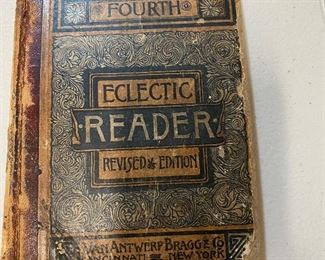 FOURTH
ECLECTIC
READER
REVISED EDITION
VAN ANTWERP BRAGG & CO
CINCINNATI NEW YORK